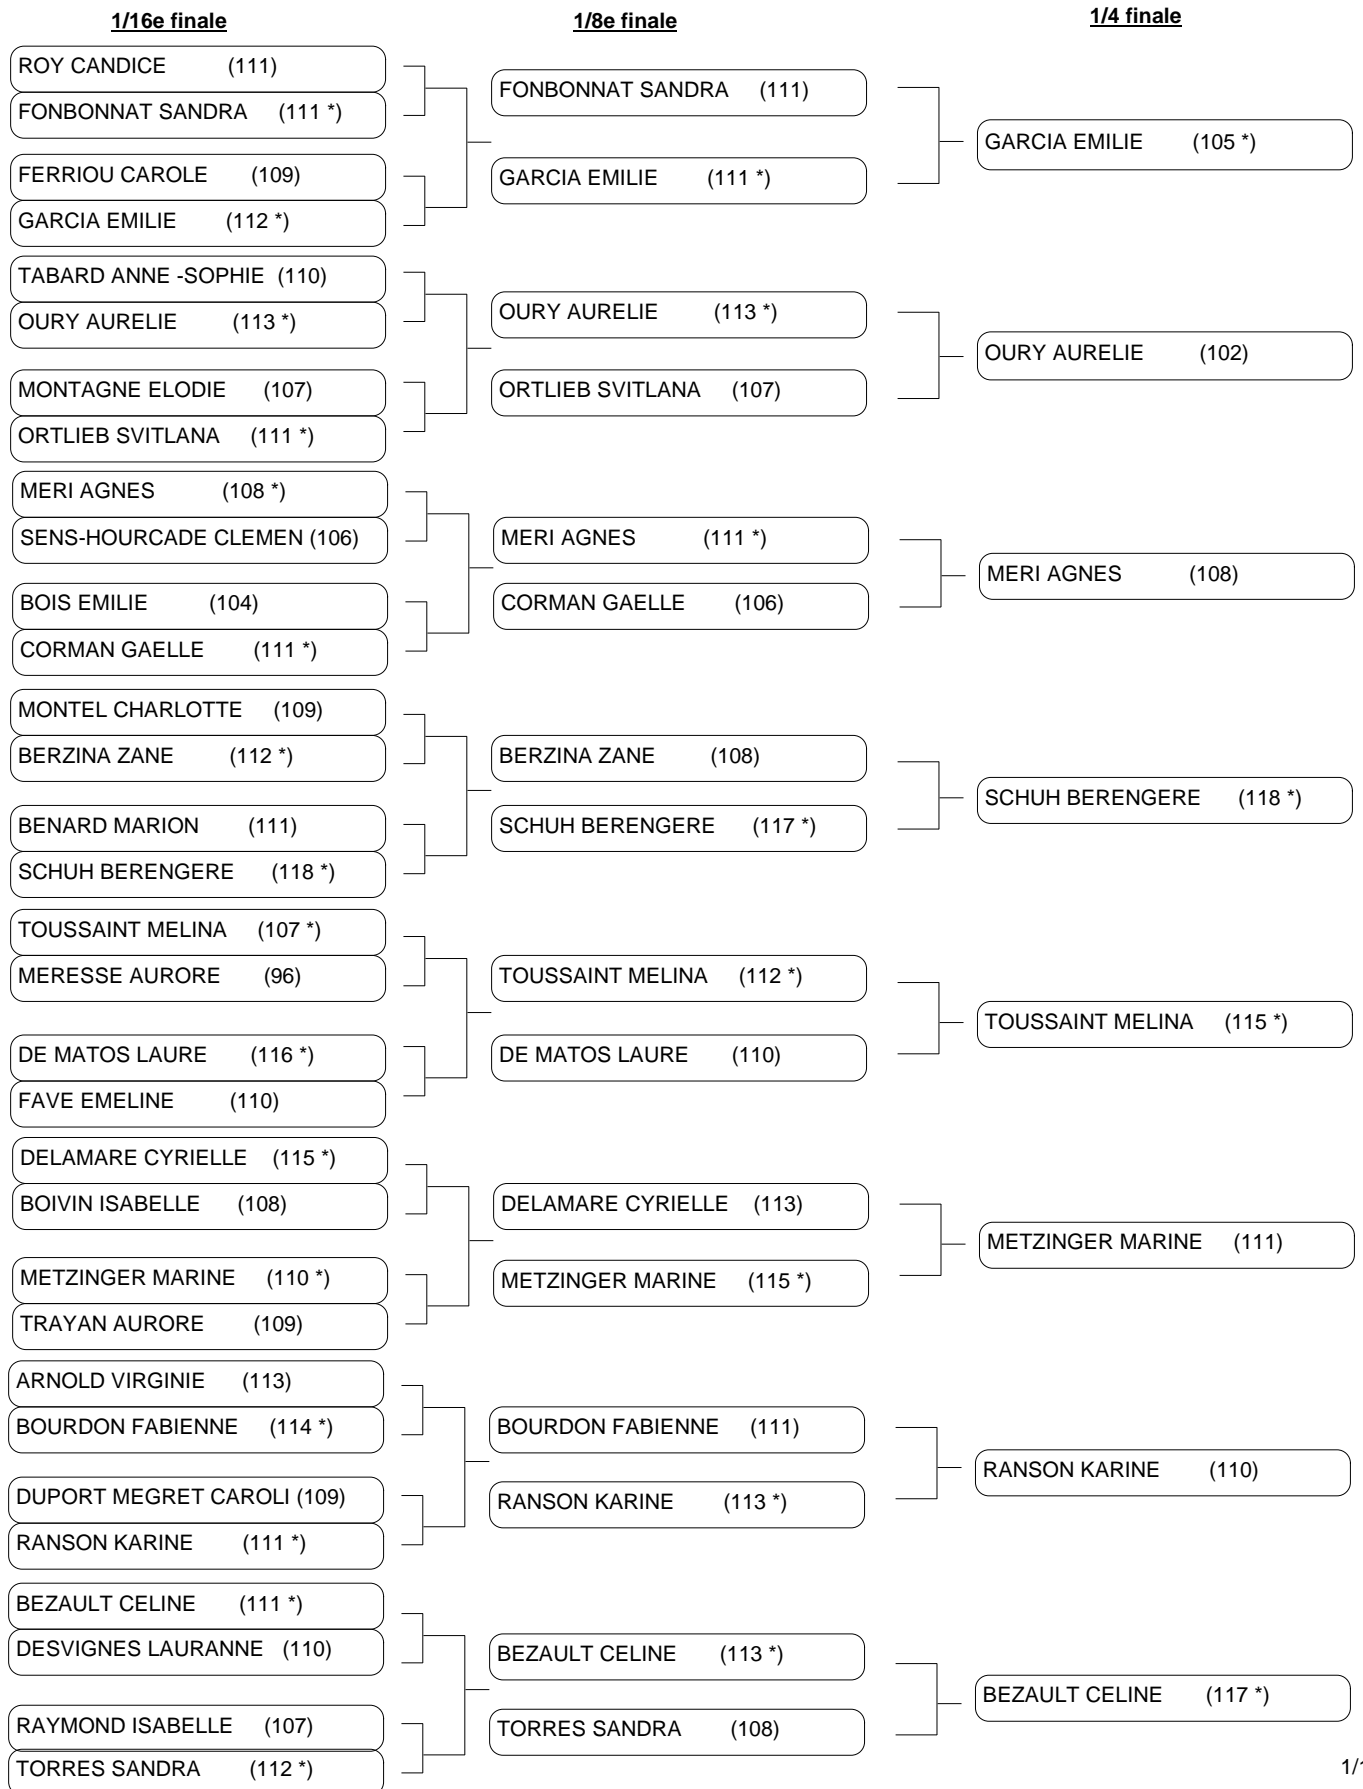 1/16e finale
1/8e finale
1/4 finale
ROY CANDICE (111)
FONBONNAT SANDRA (111 *)
FERRIOU CAROLE (109)
GARCIA EMILIE (112 *)
TABARD ANNE -SOPHIE (110)
OURY AURELIE (113 *)
MONTAGNE ELODIE (107)
ORTLIEB SVITLANA (111 *)
MERI AGNES (108 *)
SENS-HOURCADE CLEMEN (106)
BOIS EMILIE (104)
CORMAN GAELLE (111 *)
MONTEL CHARLOTTE (109)
BERZINA ZANE (112 *)
BENARD MARION (111)
SCHUH BERENGERE (118 *)
TOUSSAINT MELINA (107 *)
MERESSE AURORE (96)
DE MATOS LAURE (116 *)
FAVE EMELINE (110)
DELAMARE CYRIELLE (115 *)
BOIVIN ISABELLE (108)
METZINGER MARINE (110 *)
TRAYAN AURORE (109)
ARNOLD VIRGINIE (113)
BOURDON FABIENNE (114 *)
DUPORT MEGRET CAROLI (109)
RANSON KARINE (111 *)
BEZAULT CELINE (111 *)
DESVIGNES LAURANNE (110)
RAYMOND ISABELLE (107)
TORRES SANDRA (112 *)
FONBONNAT SANDRA (111)
GARCIA EMILIE (111 *)
OURY AURELIE (113 *)
ORTLIEB SVITLANA (107)
MERI AGNES (111 *)
CORMAN GAELLE (106)
BERZINA ZANE (108)
SCHUH BERENGERE (117 *)
TOUSSAINT MELINA (112 *)
DE MATOS LAURE (110)
DELAMARE CYRIELLE (113)
METZINGER MARINE (115 *)
BOURDON FABIENNE (111)
RANSON KARINE (113 *)
BEZAULT CELINE (113 *)
TORRES SANDRA (108)
GARCIA EMILIE (105 *)
OURY AURELIE (102)
MERI AGNES (108)
SCHUH BERENGERE (118 *)
TOUSSAINT MELINA (115 *)
METZINGER MARINE (111)
RANSON KARINE (110)
BEZAULT CELINE (117 *)